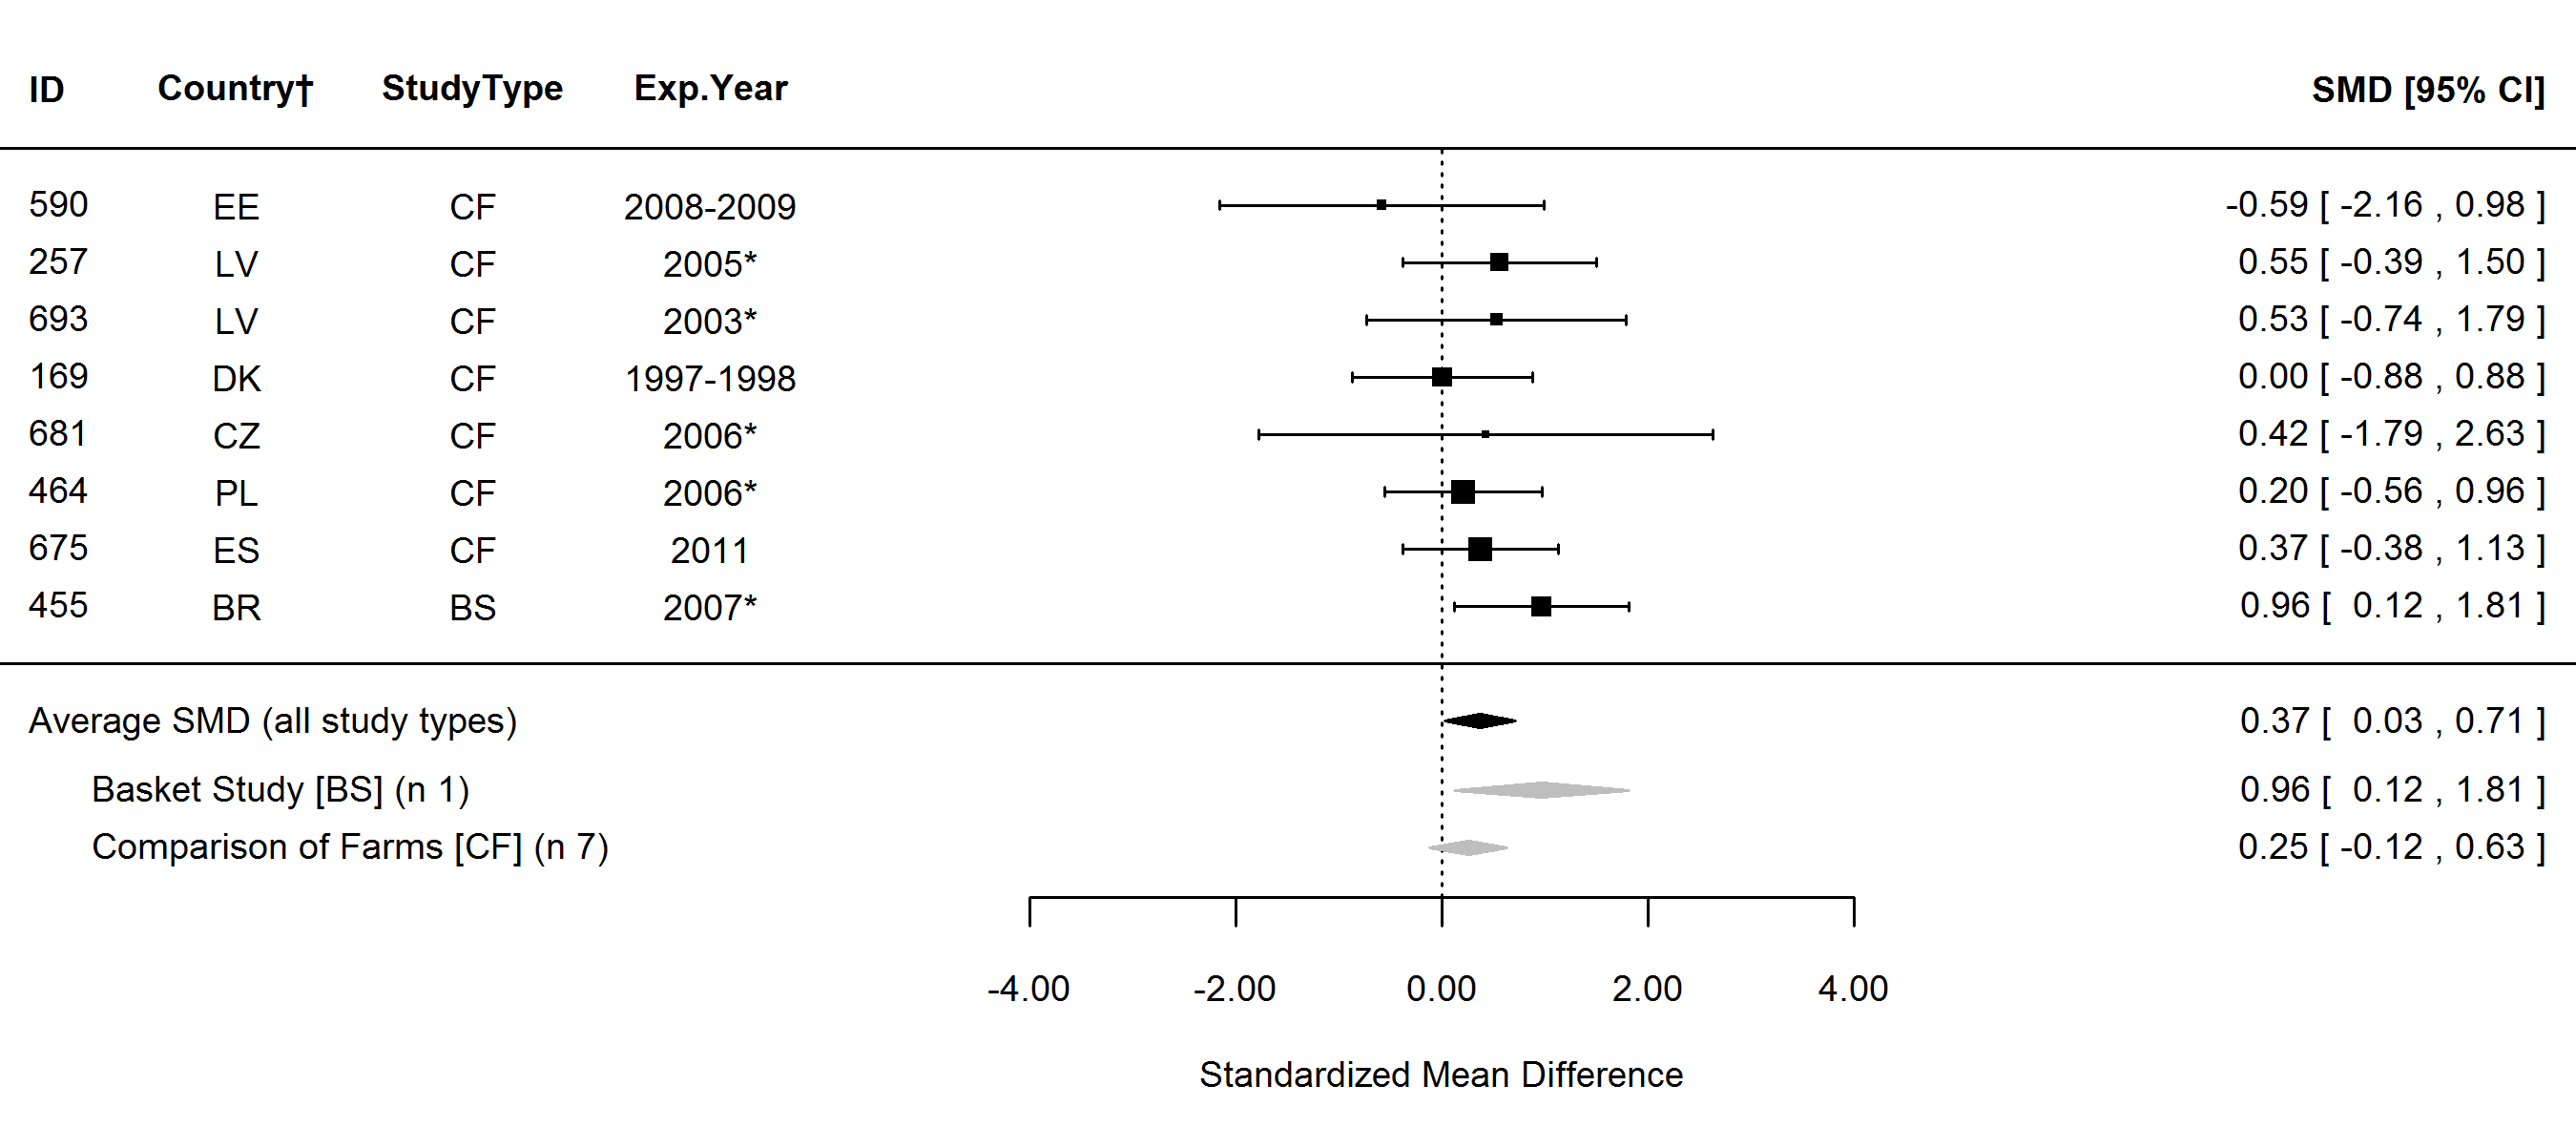 ID Country† StudyType Exp.Year SMD [95% CI]
590 EE CF 2008-2009 -0.59 [ -2.16 , 0.98 ]
257 LV CF 2005* 0.55 [ -0.39 , 1.50 ]
693 LV CF 2003* 0.53 [ -0.74 , 1.79 ]
169 DK CF 1997-1998 0.00 [ -0.88 , 0.88 ]
681 CZ CF 2006* 0.42 [ -1.79 , 2.63 ]
464 PL CF 2006* 0.20 [ -0.56 , 0.96 ]
675 ES CF 2011 0.37 [ -0.38 , 1.13 ]
455 BR BS 2007* 0.96 [ 0.12 , 1.81 ]
Average SMD (all study types) 0.37 [ 0.03 , 0.71 ]
Basket Study [BS] (n 1) 0.96 [ 0.12 , 1.81 ]
Comparison of Farms [CF] (n 7) 0.25 [ -0.12 , 0.63 ]
-4.00 -2.00 0.00 2.00 4.00
Standardized Mean Difference